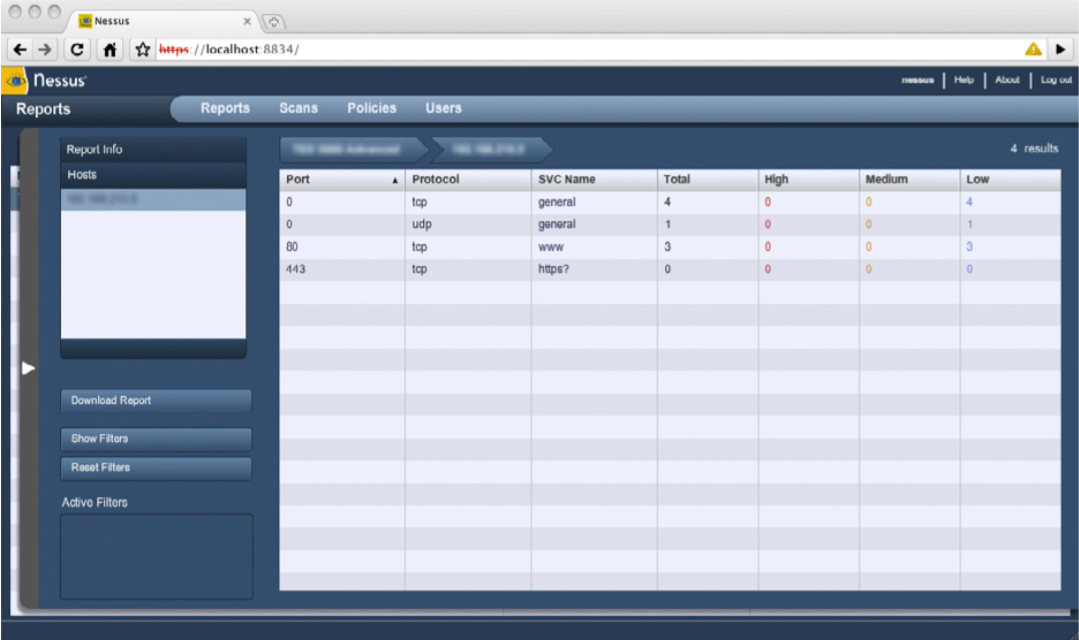 Nessus
https://localhost:8834/
Nessus
nessus | Help | About | Log out
Reports
Reports Scans Policies Users
Report Info
Hosts
4 results
Port Protocol SVC Name Total High Medium Low
0 tcp general 4 0 0 4
0 udp general 1 0 0 1
80 tcp www 3 0 0 3
443 tcp https? 0 0 0 0
Download Report
Show Filters
Reset Filters
Active Filters